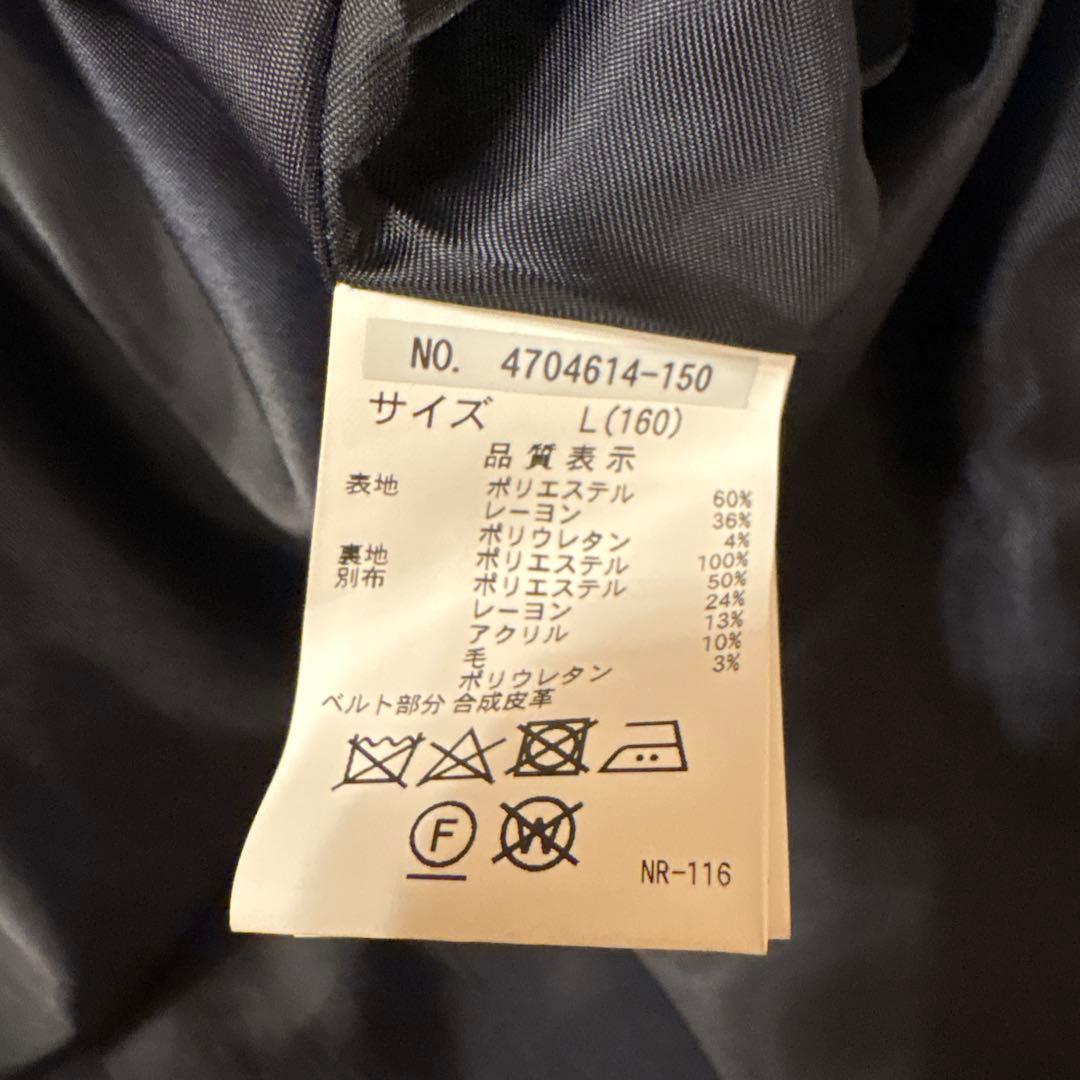 NO. 4704614-150
サイズ L(160)
品質表示
表地 ポリエステル 60%
レーヨン 36%
ポリウレタン 4%
裏地 ポリエステル 100%
別布 ポリエステル 50%
レーヨン 24%
アクリル 13%
毛 10%
ポリウレタン 3%
ベルト部分 合成皮革
F W
NR-116